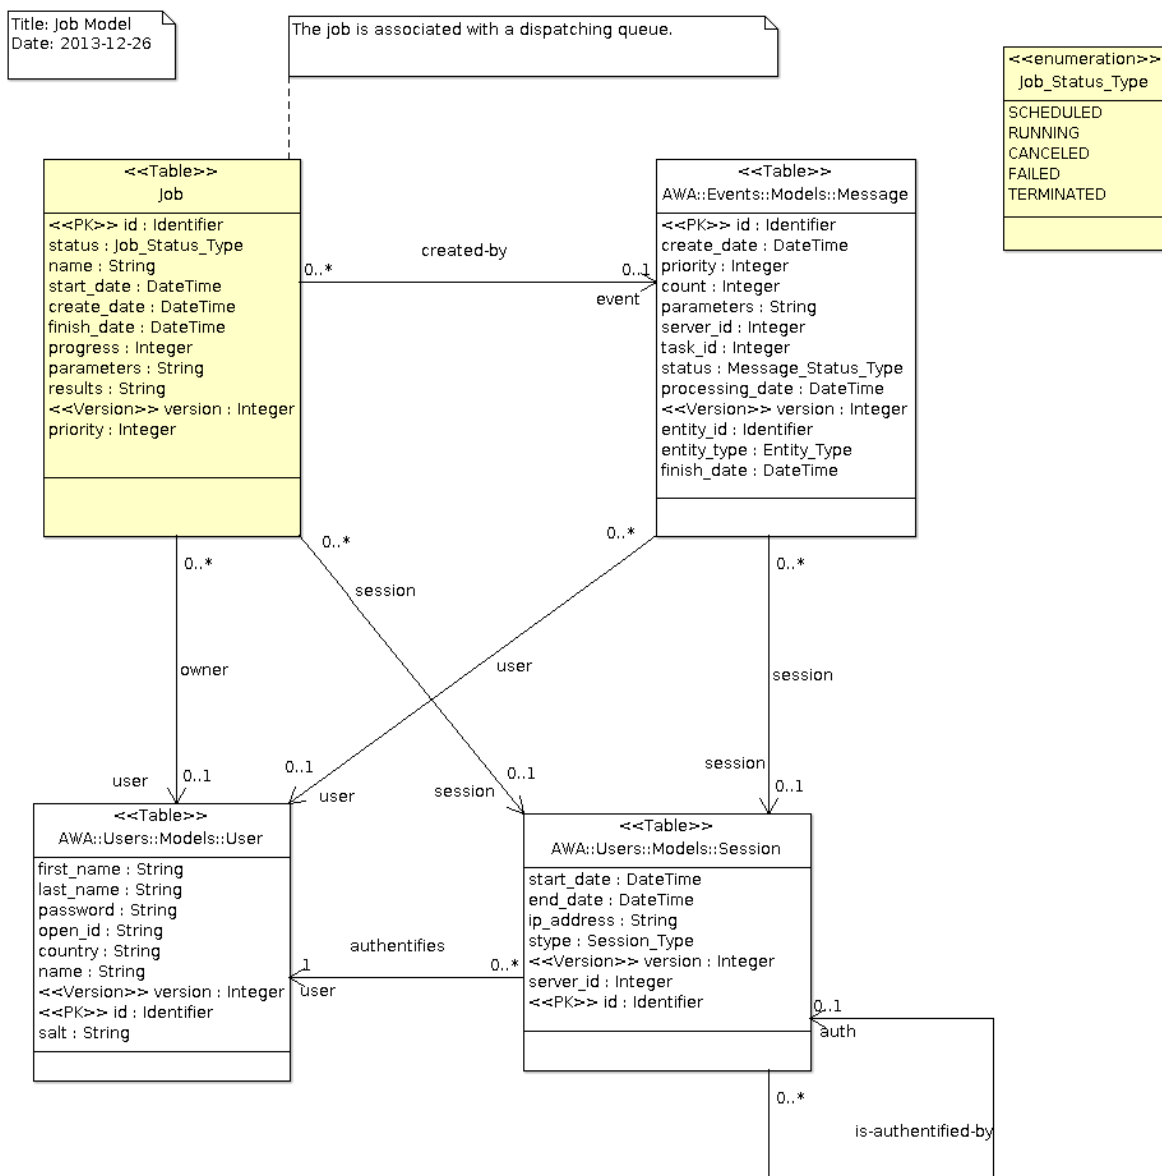 Title: Job Model
Date: 2013-12-26
The job is associated with a dispatching queue.
<<enumeration>>
Job_Status_Type
SCHEDULED
RUNNING
CANCELED
FAILED
TERMINATED
<<Table>>
Job
<<PK>> id : Identifier
status : Job_Status_Type
name : String
start_date : DateTime
create_date : DateTime
finish_date : DateTime
progress : Integer
parameters : String
results : String
<<Version>> version : Integer
priority : Integer
created-by
0..*
0..1
event
<<Table>>
AWA::Events::Models::Message
<<PK>> id : Identifier
create_date : DateTime
priority : Integer
count : Integer
parameters : String
server_id : Integer
task_id : Integer
status : Message_Status_Type
processing_date : DateTime
<<Version>> version : Integer
entity_id : Identifier
entity_type : Entity_Type
finish_date : DateTime
0..*
owner
user
0..1
0..*
session
session
0..1
0..*
user
0..1
user
0..*
session
session
0..1
<<Table>>
AWA::Users::Models::User
first_name : String
last_name : String
password : String
open_id : String
country : String
name : String
<<Version>> version : Integer
<<PK>> id : Identifier
salt : String
authentifies
1
0..*
user
<<Table>>
AWA::Users::Models::Session
start_date : DateTime
end_date : DateTime
ip_address : String
stype : Session_Type
<<Version>> version : Integer
server_id : Integer
<<PK>> id : Identifier
0..1
auth
0..*
is-authentified-by